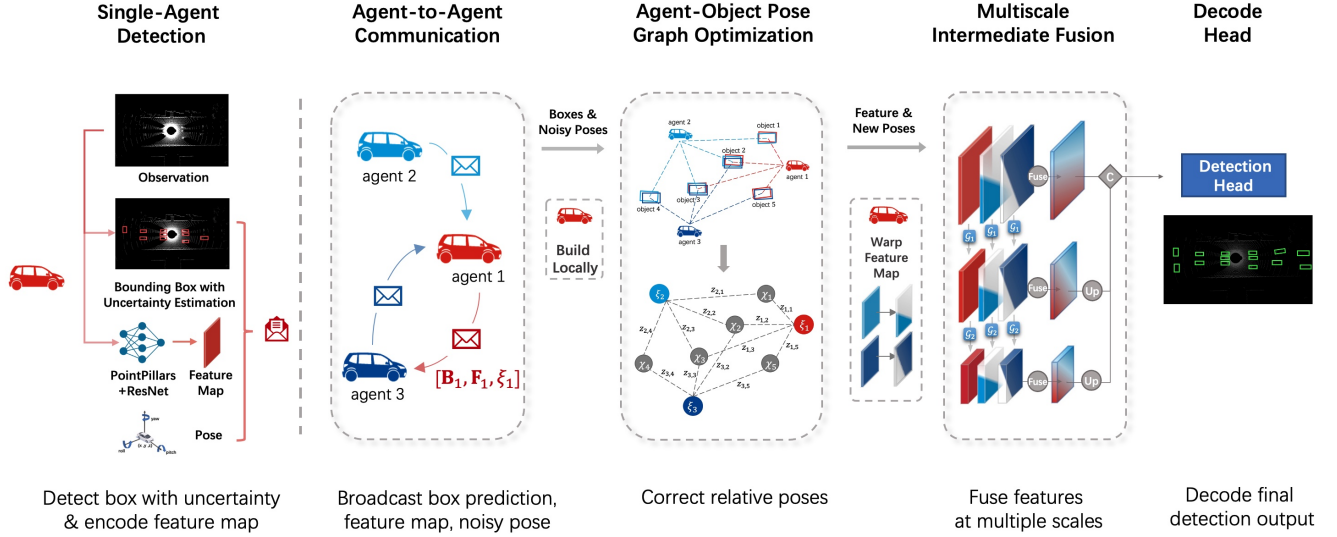 Single-Agent
Detection
Agent-to-Agent
Communication
Agent-Object Pose
Graph Optimization
Multiscale
Intermediate Fusion
Decode
Head
Observation
Bounding Box with
Uncertainty Estimation
PointPillars
+ResNet
Feature
Map
yaw
(x, y, z)
roll
pitch
Pose
agent 2
agent 1
agent 3
[B₁, F₁, ξ₁]
Boxes &
Noisy Poses
Build
Locally
agent 2
object 1
object 2
agent 1
object 3
object 4
object 5
agent 3
ξ₂
z₂,₁
χ₁
z₁,₁
z₂,₂
z₁,₂
ξ₁
χ₂
z₂,₄
z₂,₃
z₁,₃
z₁,₅
χ₃
χ₄
χ₅
z₃,₄
z₃,₃
z₃,₂
z₃,₅
ξ₃
Feature &
New Poses
Warp
Feature
Map
Fuse
C
𝒢₁
𝒢₁
𝒢₁
Fuse
Up
𝒢₂
𝒢₂
𝒢₂
Fuse
Up
Detection
Head
Detect box with uncertainty
& encode feature map
Broadcast box prediction,
feature map, noisy pose
Correct relative poses
Fuse features
at multiple scales
Decode final
detection output